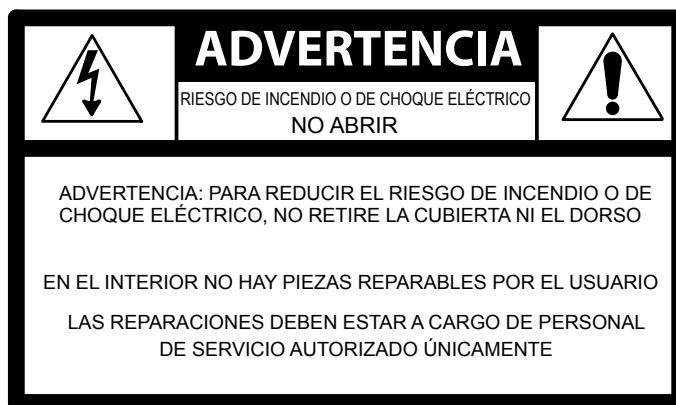 ADVERTENCIA
RIESGO DE INCENDIO O DE CHOQUE ELÉCTRICO
NO ABRIR
ADVERTENCIA: PARA REDUCIR EL RIESGO DE INCENDIO O DE
CHOQUE ELÉCTRICO, NO RETIRE LA CUBIERTA NI EL DORSO
EN EL INTERIOR NO HAY PIEZAS REPARABLES POR EL USUARIO
LAS REPARACIONES DEBEN ESTAR A CARGO DE PERSONAL
DE SERVICIO AUTORIZADO ÚNICAMENTE